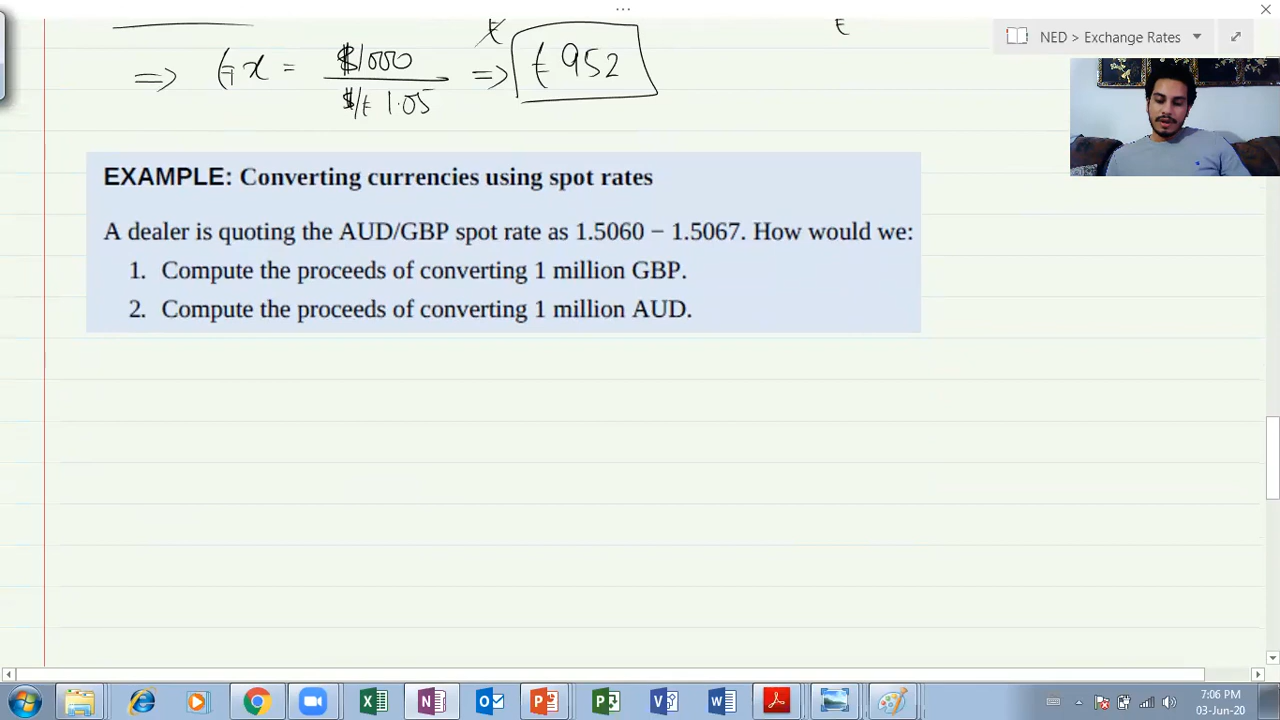 NED > Exchange Rates
⇒ € x = $1000 / $/€ 1.05 ⇒ € 952
EXAMPLE: Converting currencies using spot rates
A dealer is quoting the AUD/GBP spot rate as 1.5060 − 1.5067. How would we:
1. Compute the proceeds of converting 1 million GBP.
2. Compute the proceeds of converting 1 million AUD.
7:06 PM
03-Jun-20